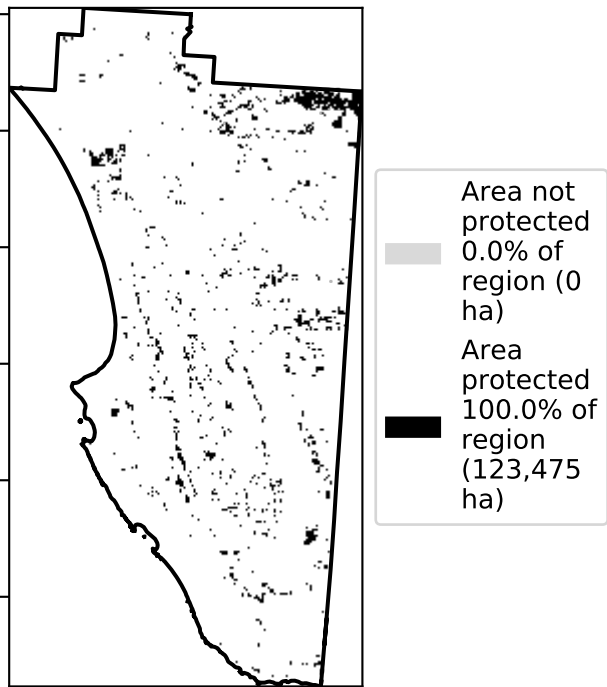 Area not
protected
0.0% of
region (0
ha)
Area
protected
100.0% of
region
(123,475
ha)